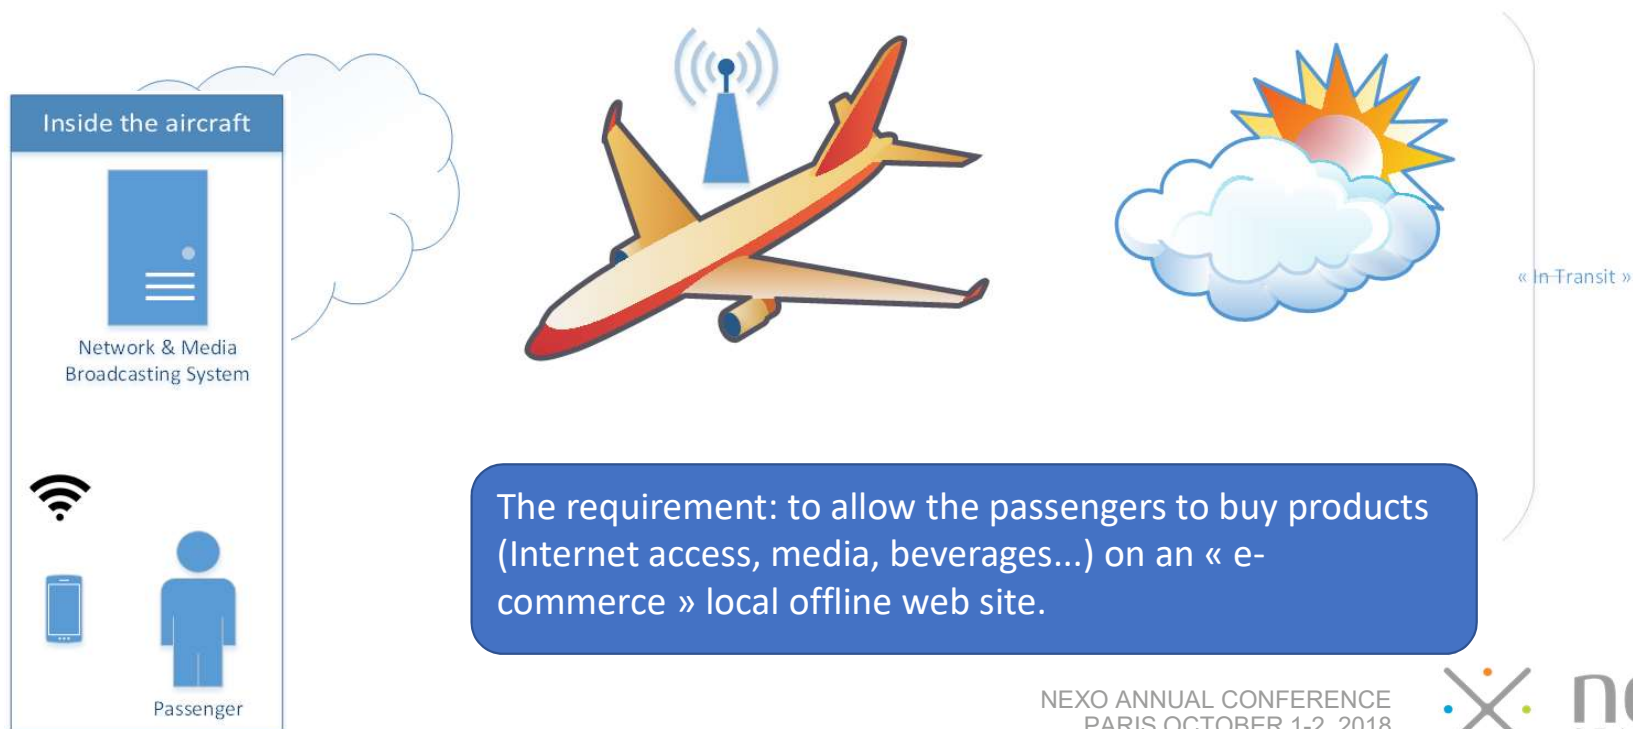 Inside the aircraft
Network & Media
Broadcasting System
Passenger
« In Transit »
The requirement: to allow the passengers to buy products
(Internet access, media, beverages...) on an « e-
commerce » local offline web site.
NEXO ANNUAL CONFERENCE
PARIS OCTOBER 1-2, 2018